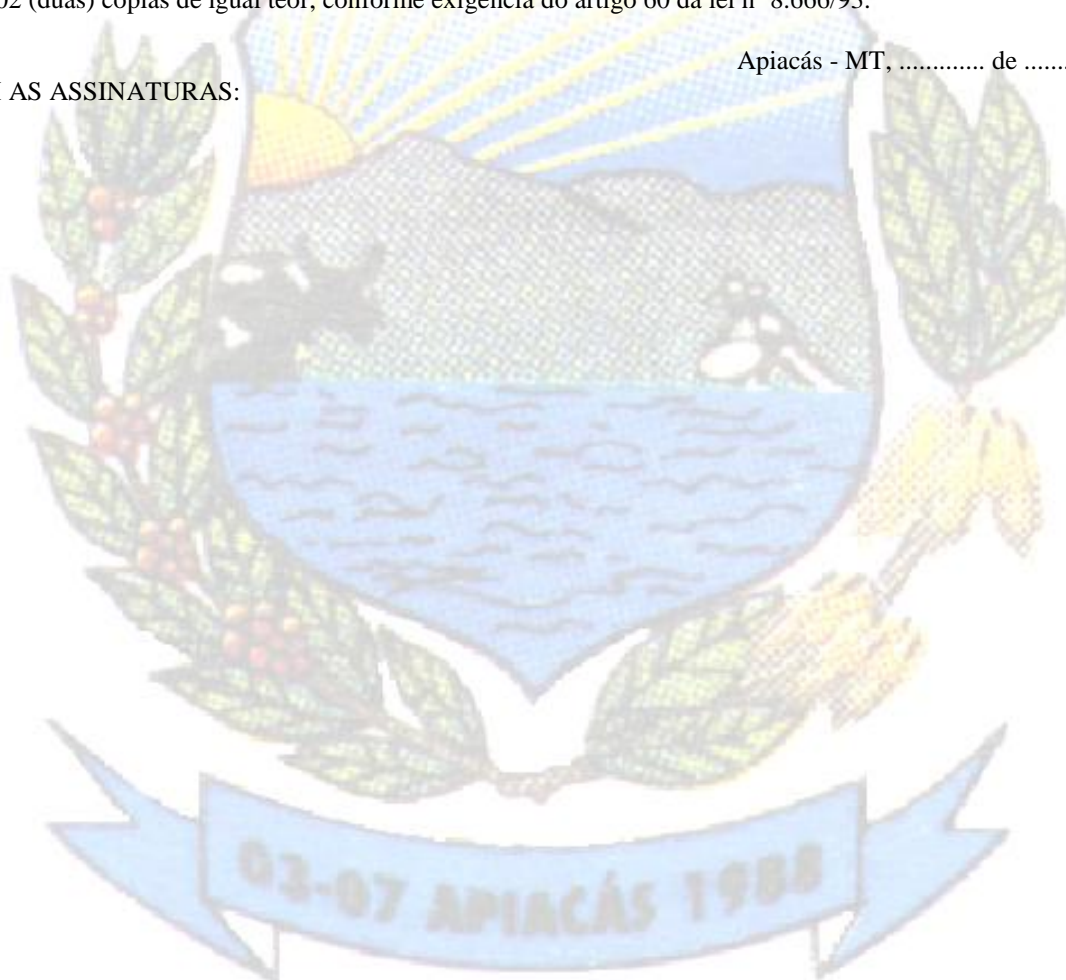 02 (duas) cópias de igual teor, conforme exigência do artigo 60 da lei nº 8.666/93.
Apiacás - MT, ............. de .......
AS ASSINATURAS:
03-07 APIACÁS 1988